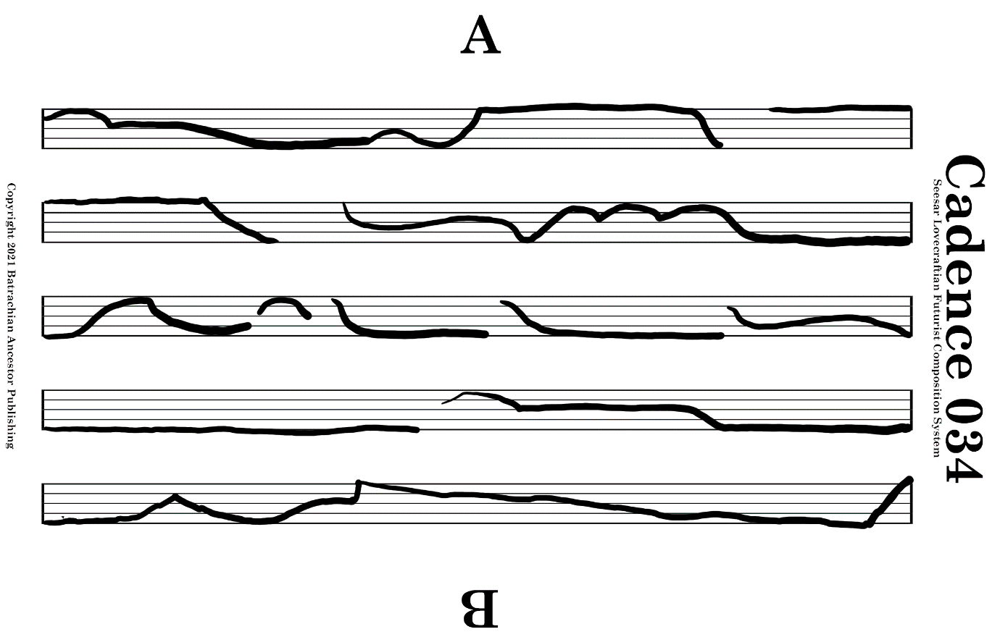 A
Cadence 034
Seesar Lovecraftian Futurist Composition System
Copyright 2021 Batrachian Ancestor Publishing
B